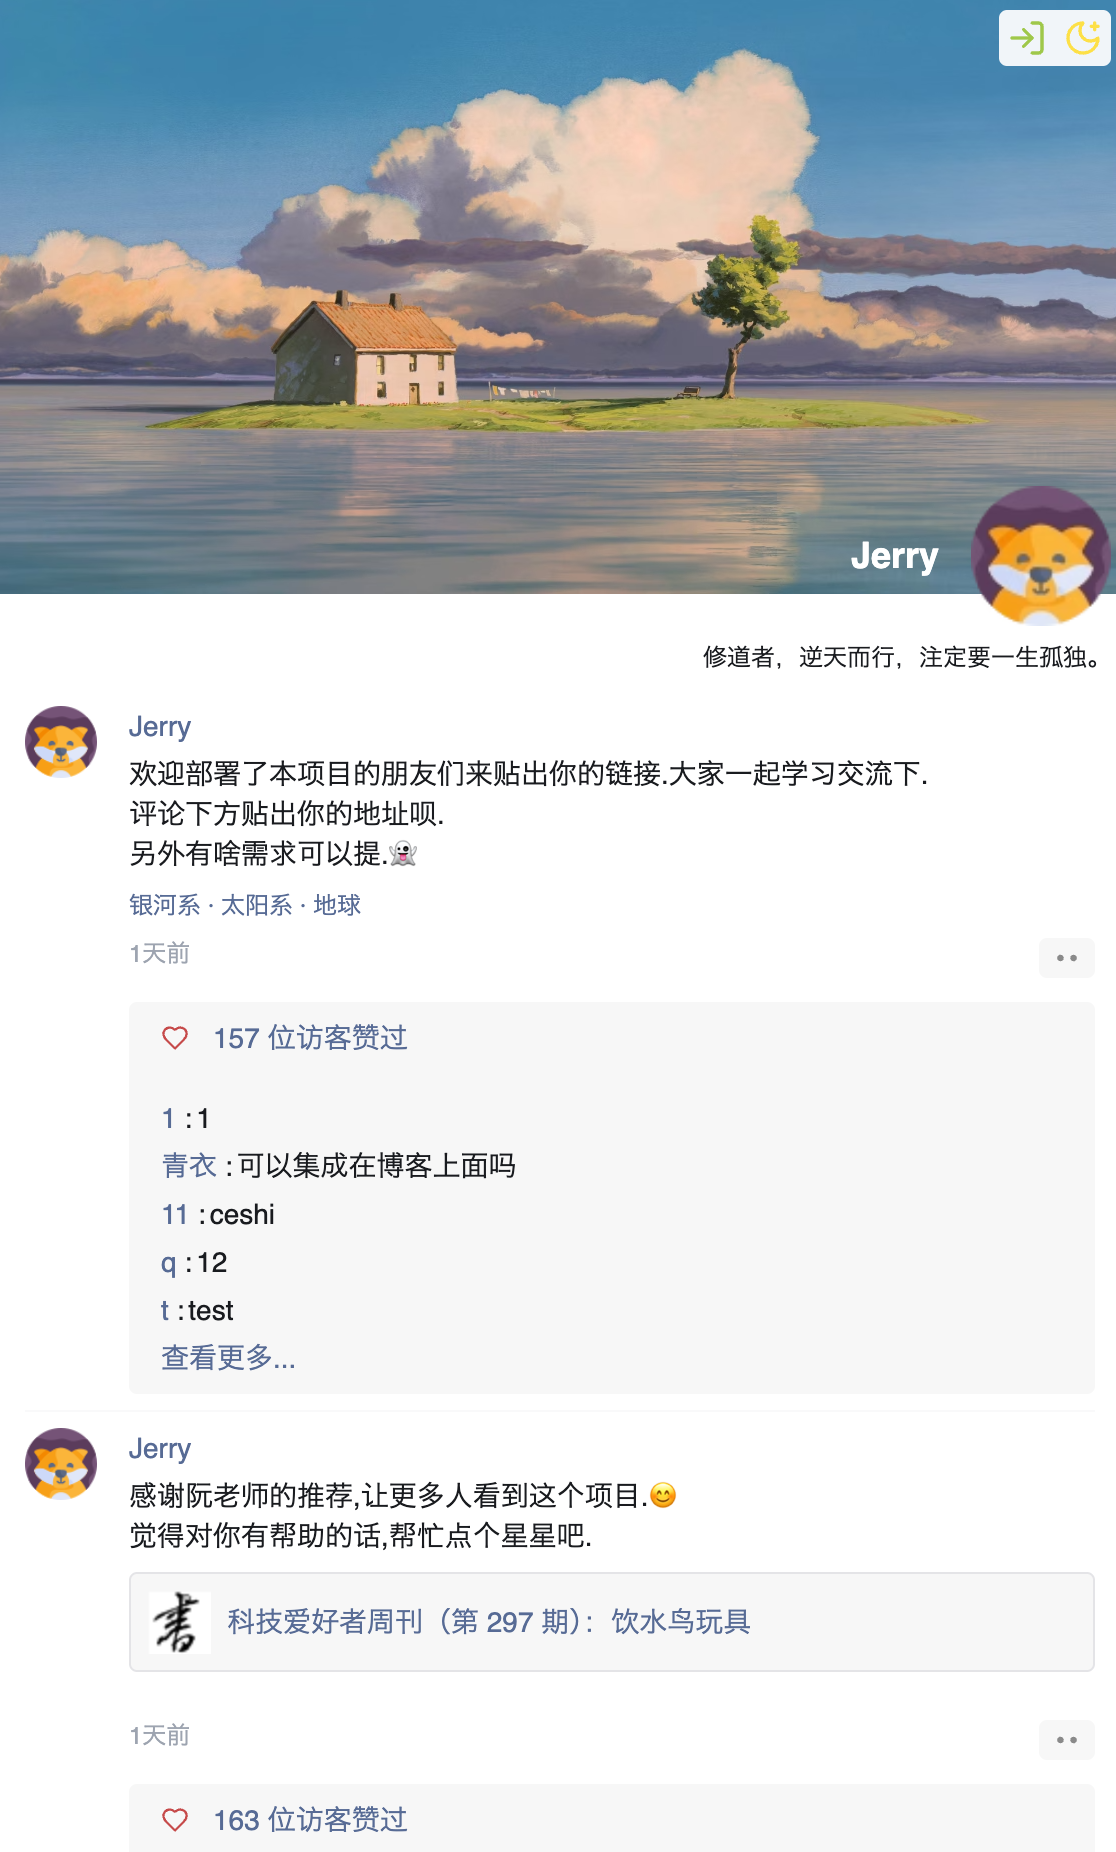 Jerry
修道者，逆天而行，注定要一生孤独。
Jerry
欢迎部署了本项目的朋友们来贴出你的链接.大家一起学习交流下.
评论下方贴出你的地址呗.
另外有啥需求可以提.👻
银河系 · 太阳系 · 地球
1天前
157 位访客赞过
1 :1
青衣 :可以集成在博客上面吗
11 :ceshi
q :12
t :test
查看更多...
Jerry
感谢阮老师的推荐,让更多人看到这个项目.😊
觉得对你有帮助的话,帮忙点个星星吧.
書
科技爱好者周刊（第 297 期）：饮水鸟玩具
1天前
163 位访客赞过